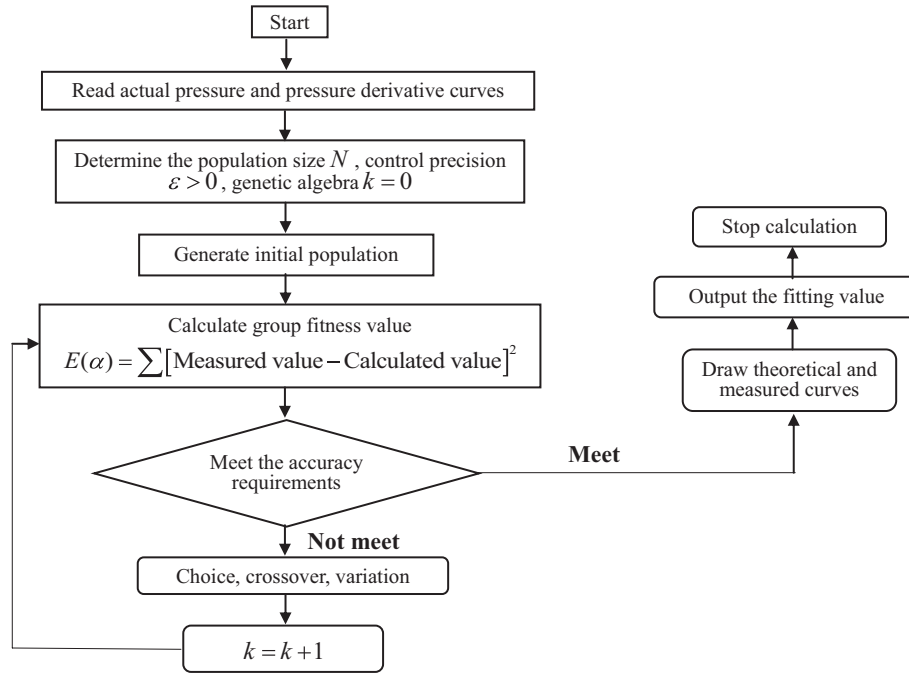 Start
Read actual pressure and pressure derivative curves
Determine the population size N , control precision
ε > 0 , genetic algebra k = 0
Generate initial population
Calculate group fitness value
E(α) = ∑[Measured value − Calculated value]²
Meet the accuracy
requirements
Meet
Not meet
Choice, crossover, variation
k = k +1
Draw theoretical and
measured curves
Output the fitting value
Stop calculation